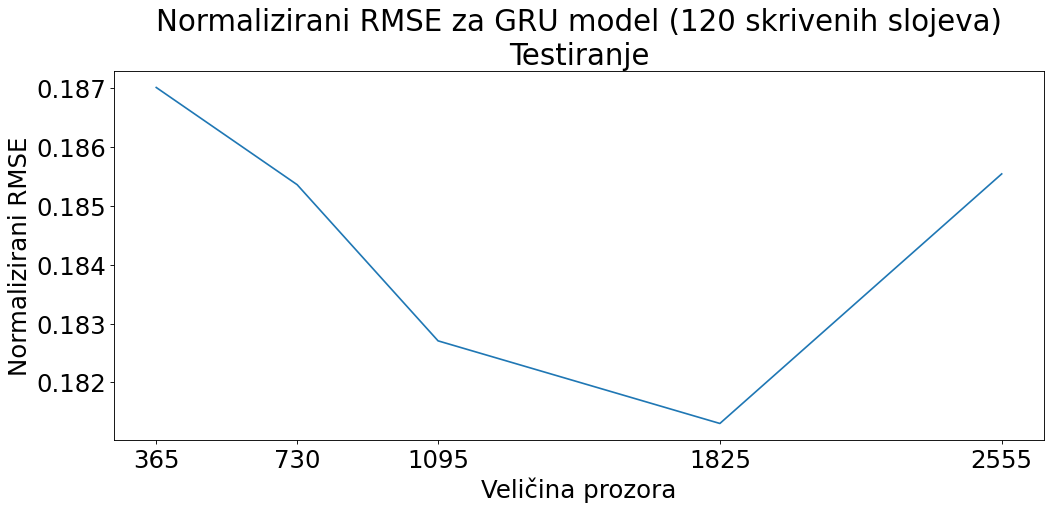 Normalizirani RMSE za GRU model (120 skrivenih slojeva)
Testiranje
Normalizirani RMSE
0.187
0.186
0.185
0.184
0.183
0.182
365 730 1095 1825 2555
Veličina prozora